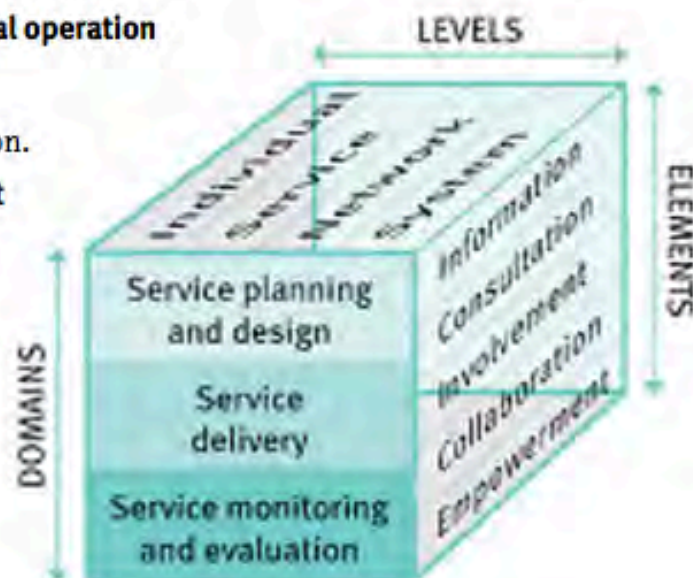 al operation
on.
t
LEVELS
Individual
Service
Network
System
Information
Consultation
Involvement
Collaboration
Empowerment
ELEMENTS
DOMAINS
Service planning
and design
Service
delivery
Service monitoring
and evaluation